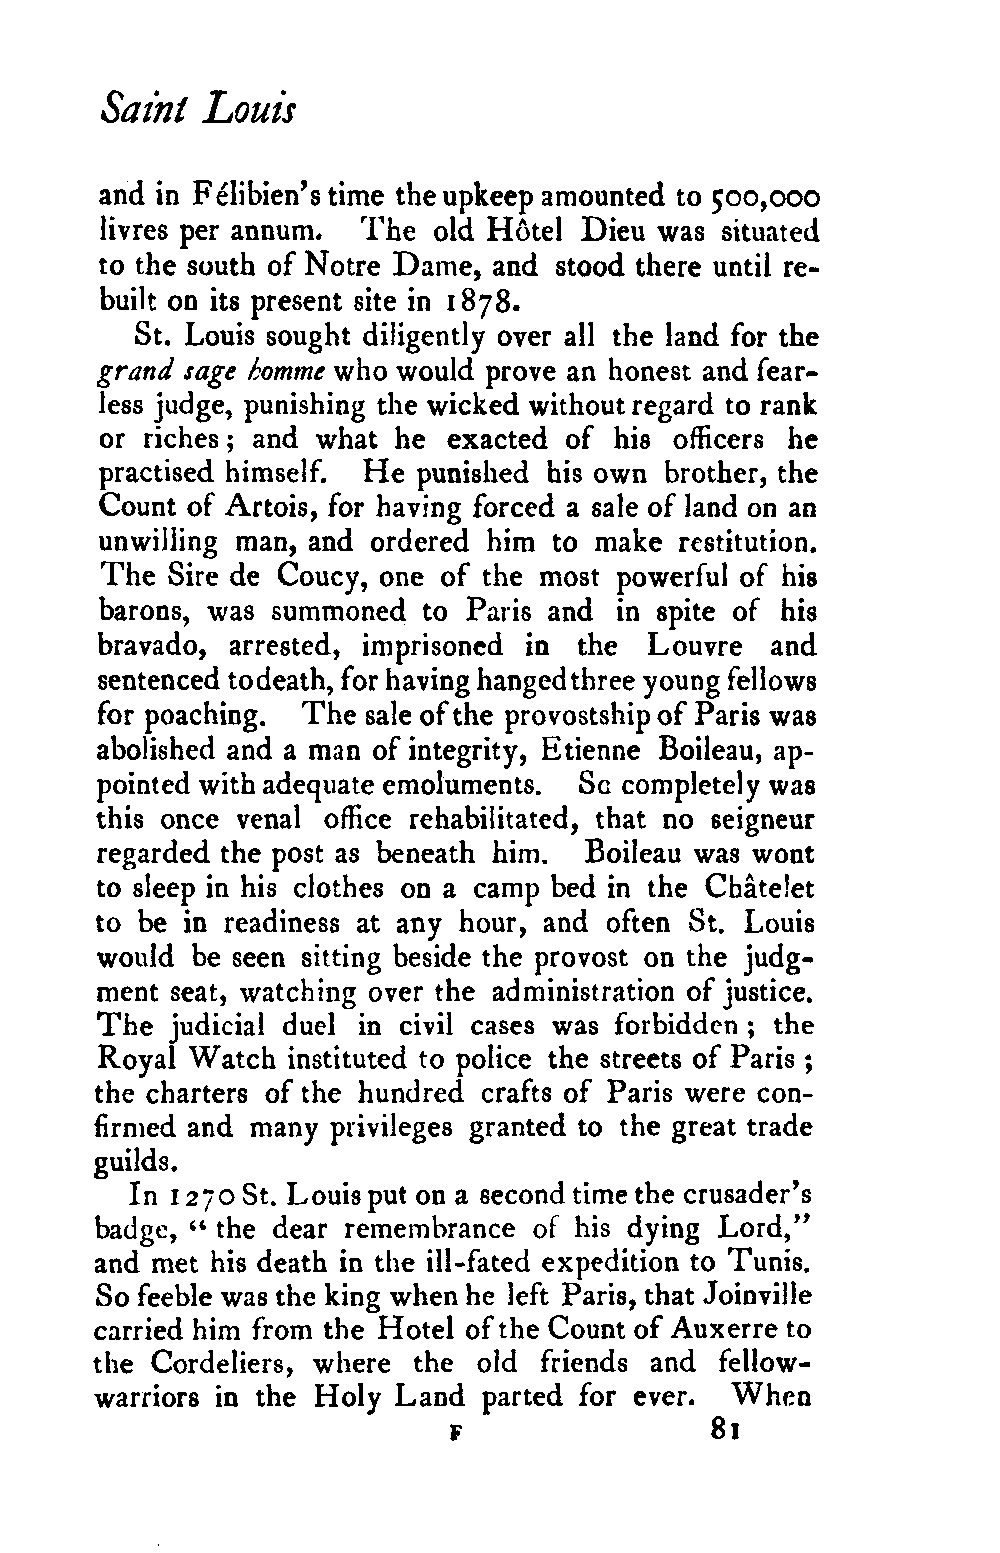 Saint Louis
and in Félibien's time the upkeep amounted to 500,000
livres per annum. The old Hôtel Dieu was situated
to the south of Notre Dame, and stood there until re-
built on its present site in 1878.
St. Louis sought diligently over all the land for the
grand sage homme who would prove an honest and fear-
less judge, punishing the wicked without regard to rank
or riches; and what he exacted of his officers he
practised himself. He punished his own brother, the
Count of Artois, for having forced a sale of land on an
unwilling man, and ordered him to make restitution.
The Sire de Coucy, one of the most powerful of his
barons, was summoned to Paris and in spite of his
bravado, arrested, imprisoned in the Louvre and
sentenced to death, for having hanged three young fellows
for poaching. The sale of the provostship of Paris was
abolished and a man of integrity, Etienne Boileau, ap-
pointed with adequate emoluments. So completely was
this once venal office rehabilitated, that no seigneur
regarded the post as beneath him. Boileau was wont
to sleep in his clothes on a camp bed in the Châtelet
to be in readiness at any hour, and often St. Louis
would be seen sitting beside the provost on the judg-
ment seat, watching over the administration of justice.
The judicial duel in civil cases was forbidden; the
Royal Watch instituted to police the streets of Paris;
the charters of the hundred crafts of Paris were con-
firmed and many privileges granted to the great trade
guilds.
In 1270 St. Louis put on a second time the crusader's
badge, "the dear remembrance of his dying Lord,"
and met his death in the ill-fated expedition to Tunis.
So feeble was the king when he left Paris, that Joinville
carried him from the Hotel of the Count of Auxerre to
the Cordeliers, where the old friends and fellow-
warriors in the Holy Land parted for ever. When
F 81